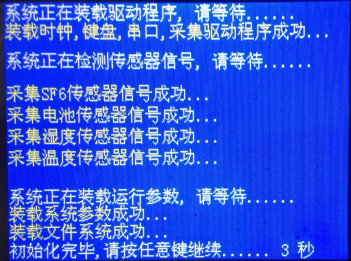 系统正在装载驱动程序, 请等待......
装载时钟,键盘,串口,采集驱动程序成功...
系统正在检测传感器信号, 请等待......
采集SF6传感器信号成功...
采集电池传感器信号成功...
采集湿度传感器信号成功...
采集温度传感器信号成功...
系统正在装载运行参数, 请等待......
装载系统参数成功...
装载文件系统成功...
初始化完毕,请按任意键继续...... 3 秒